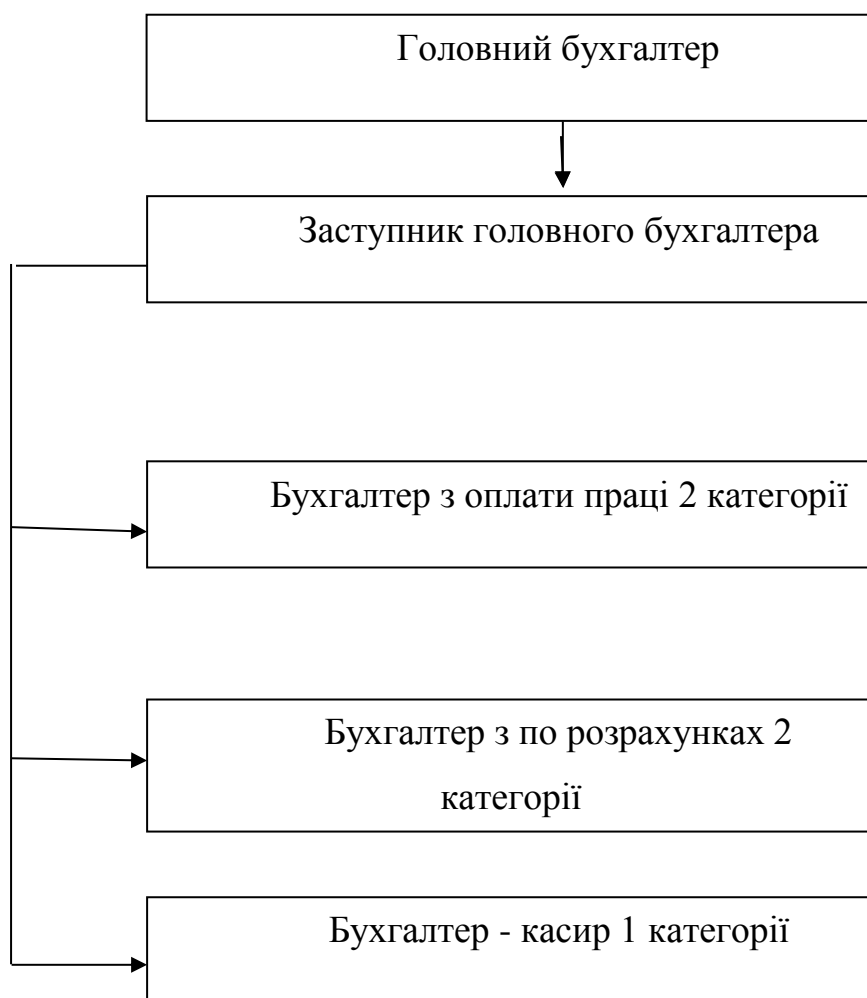 Головний бухгалтер
Заступник головного бухгалтера
Бухгалтер з оплати праці 2 категорії
Бухгалтер з по розрахунках 2
категорії
Бухгалтер - касир 1 категорії